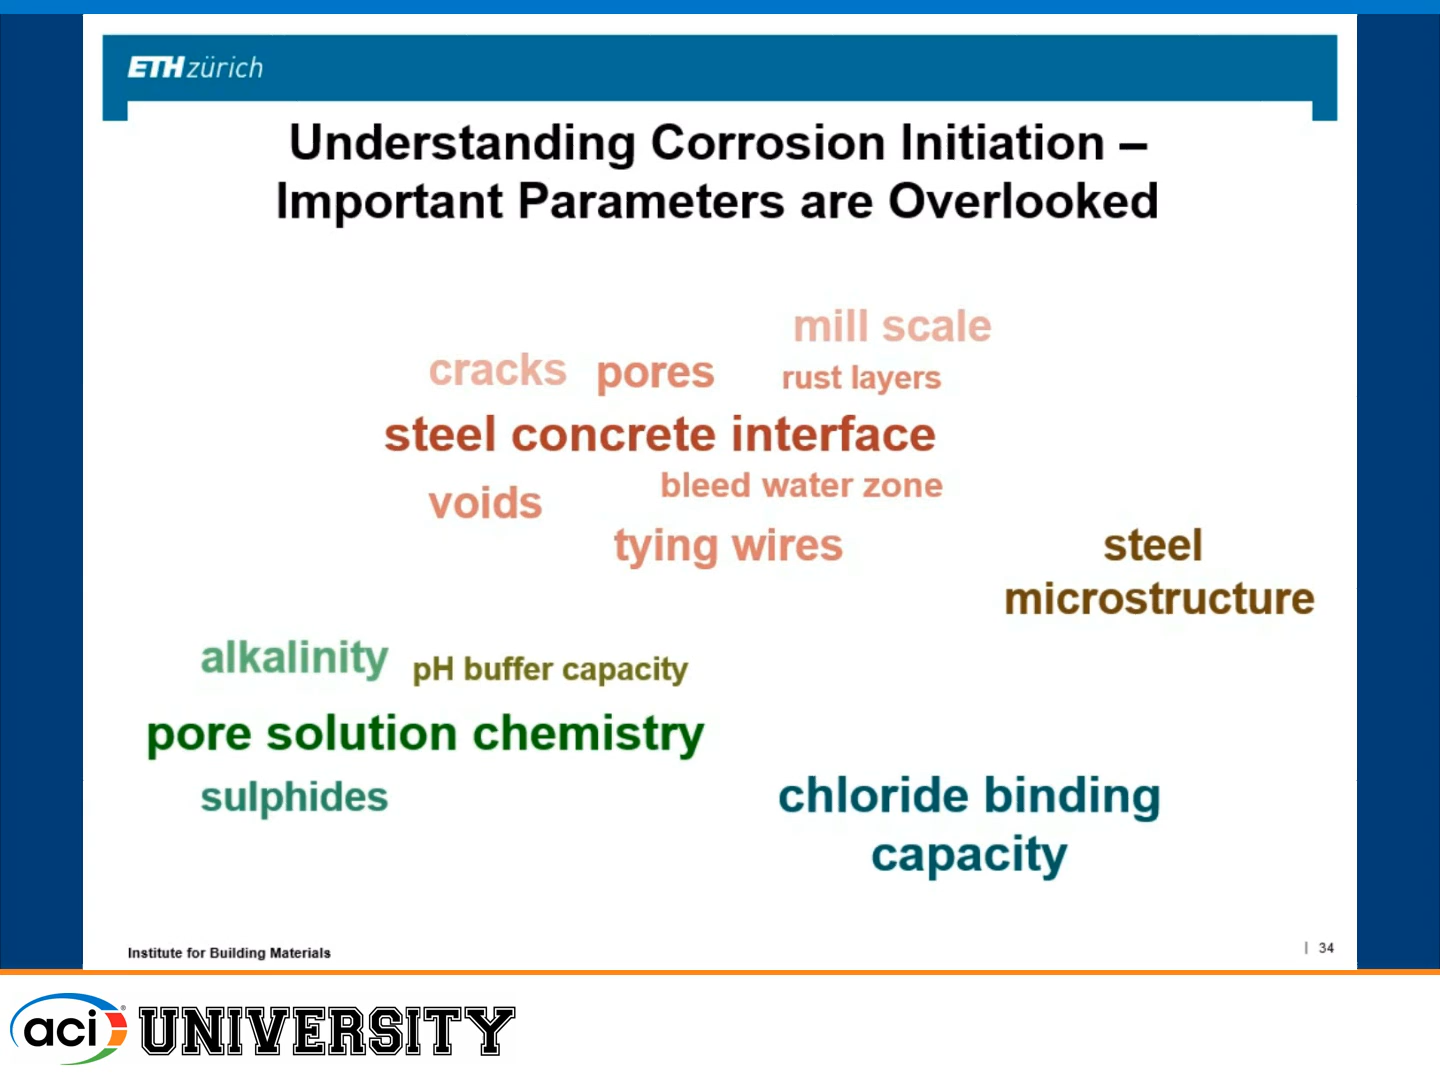 ETH zürich
Understanding Corrosion Initiation –
Important Parameters are Overlooked
mill scale
cracks pores rust layers
steel concrete interface
voids bleed water zone
tying wires
steel
microstructure
alkalinity pH buffer capacity
pore solution chemistry
sulphides
chloride binding
capacity
Institute for Building Materials
| 34
aci® UNIVERSITY